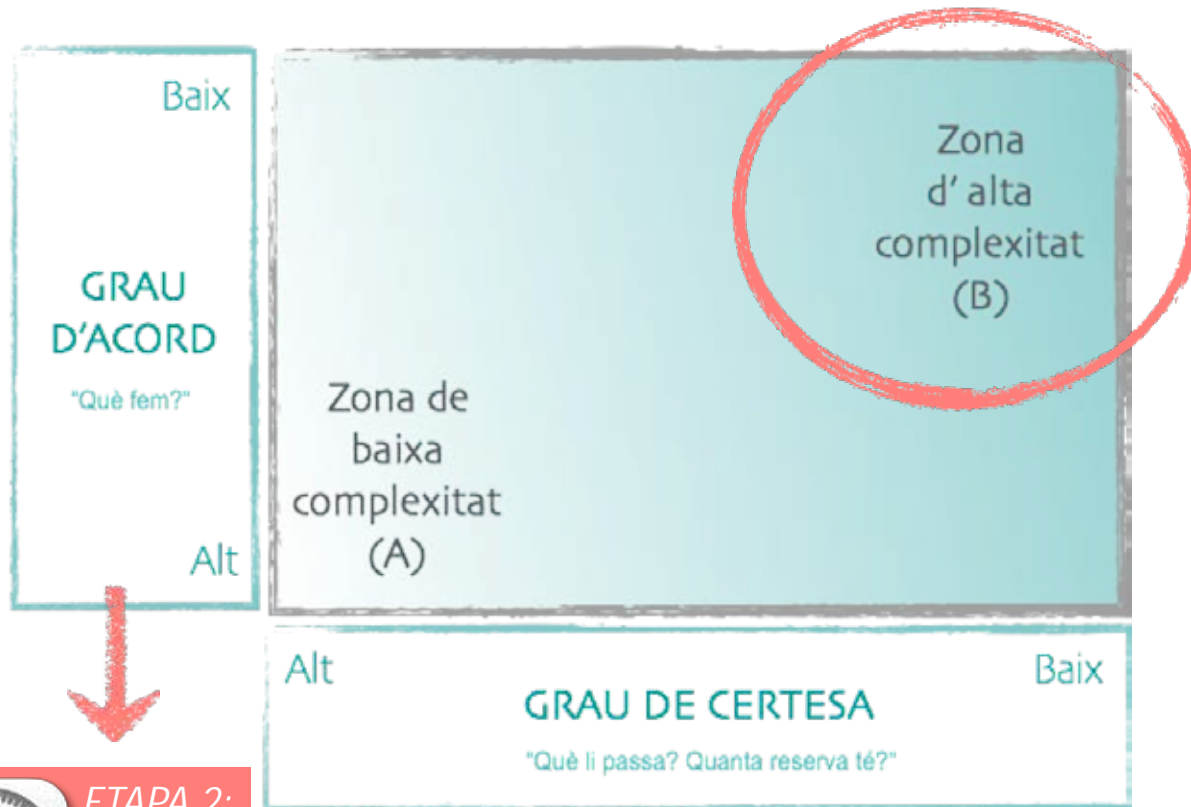 Baix
GRAU
D'ACORD
"Què fem?"
Alt
Zona
d' alta
complexitat
(B)
Zona de
baixa
complexitat
(A)
Alt
Baix
GRAU DE CERTESA
"Què li passa? Quanta reserva té?"
ETAPA 2: